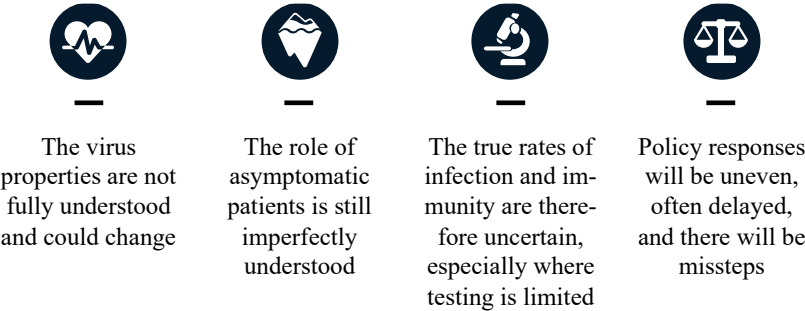 The virus
properties are not
fully understood
and could change
The role of
asymptomatic
patients is still
imperfectly
understood
The true rates of
infection and im-
munity are there-
fore uncertain,
especially where
testing is limited
Policy responses
will be uneven,
often delayed,
and there will be
missteps